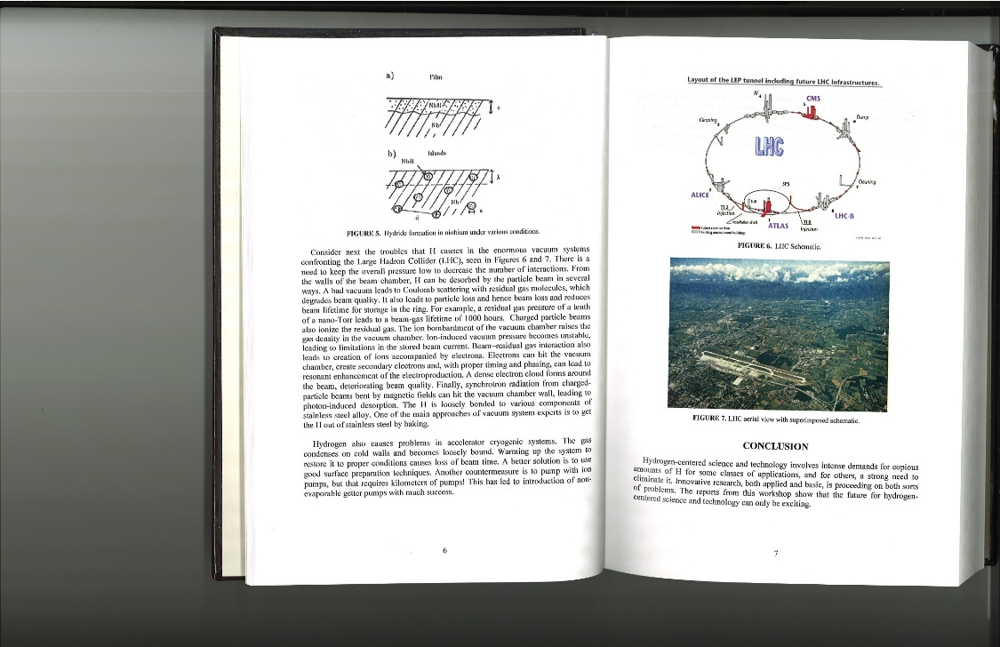 a) Film
NbH
Nb
b) Islands
NbH
λ
Nb
d
FIGURE 5. Hydride formation in niobium under various conditions.
Consider next the troubles that H causes in the enormous vacuum systems
confronting the Large Hadron Collider (LHC), seen in Figures 6 and 7. There is a
need to keep the overall pressure low to decrease the number of interactions. From
the walls of the beam chamber, H can be desorbed by the particle beam in several
ways. A bad vacuum leads to Coulomb scattering with residual gas molecules, which
degrades beam quality. It also leads to particle loss and hence beam loss and reduces
beam lifetime for storage in the ring. For example, a residual gas pressure of a tenth
of a nano-Torr leads to a beam-gas lifetime of 1000 hours. Charged particle beams
also ionize the residual gas. The ion bombardment of the vacuum chamber raises the
gas density in the vacuum chamber. Ion-induced vacuum pressure becomes unstable,
leading to limitations in the stored beam current. Beam–residual gas interaction also
leads to creation of ions accompanied by electrons. Electrons can hit the vacuum
chamber, create secondary electrons and, with proper timing and phasing, can lead to
resonant enhancement of the electroproduction. A dense electron cloud forms around
the beam, deteriorating beam quality. Finally, synchrotron radiation from charged-
particle beams bent by magnetic fields can hit the vacuum chamber wall, leading to
photon-induced desorption. The H is loosely bonded to various components of
stainless steel alloy. One of the main approaches of vacuum system experts is to get
the H out of stainless steel by baking.
Hydrogen also causes problems in accelerator cryogenic systems. The gas
condenses on cold walls and becomes loosely bound. Warming up the system to
restore it to proper conditions causes loss of beam time. A better solution is to use
good surface preparation techniques. Another countermeasure is to pump with ion
pumps, but that requires kilometers of pumps! This has led to introduction of non-
evaporable getter pumps with much success.
6
Layout of the LEP tunnel including future LHC infrastructures.
4
CMS
5
Cleaning
3
Dump
6
LHC
Cleaning
7
ALICE
2
SPS
TI 2
Injection
Installation shaft
1
ATLAS
TI 8
Injection
8
LHC-B
Existing underground buildings
FIGURE 6. LHC Schematic.
FIGURE 7. LHC aerial view with superimposed schematic.
CONCLUSION
Hydrogen-centered science and technology involves intense demands for copious
amounts of H for some classes of applications, and for others, a strong need to
eliminate it. Innovative research, both applied and basic, is proceeding on both sorts
of problems. The reports from this workshop show that the future for hydrogen-
centered science and technology can only be exciting.
7